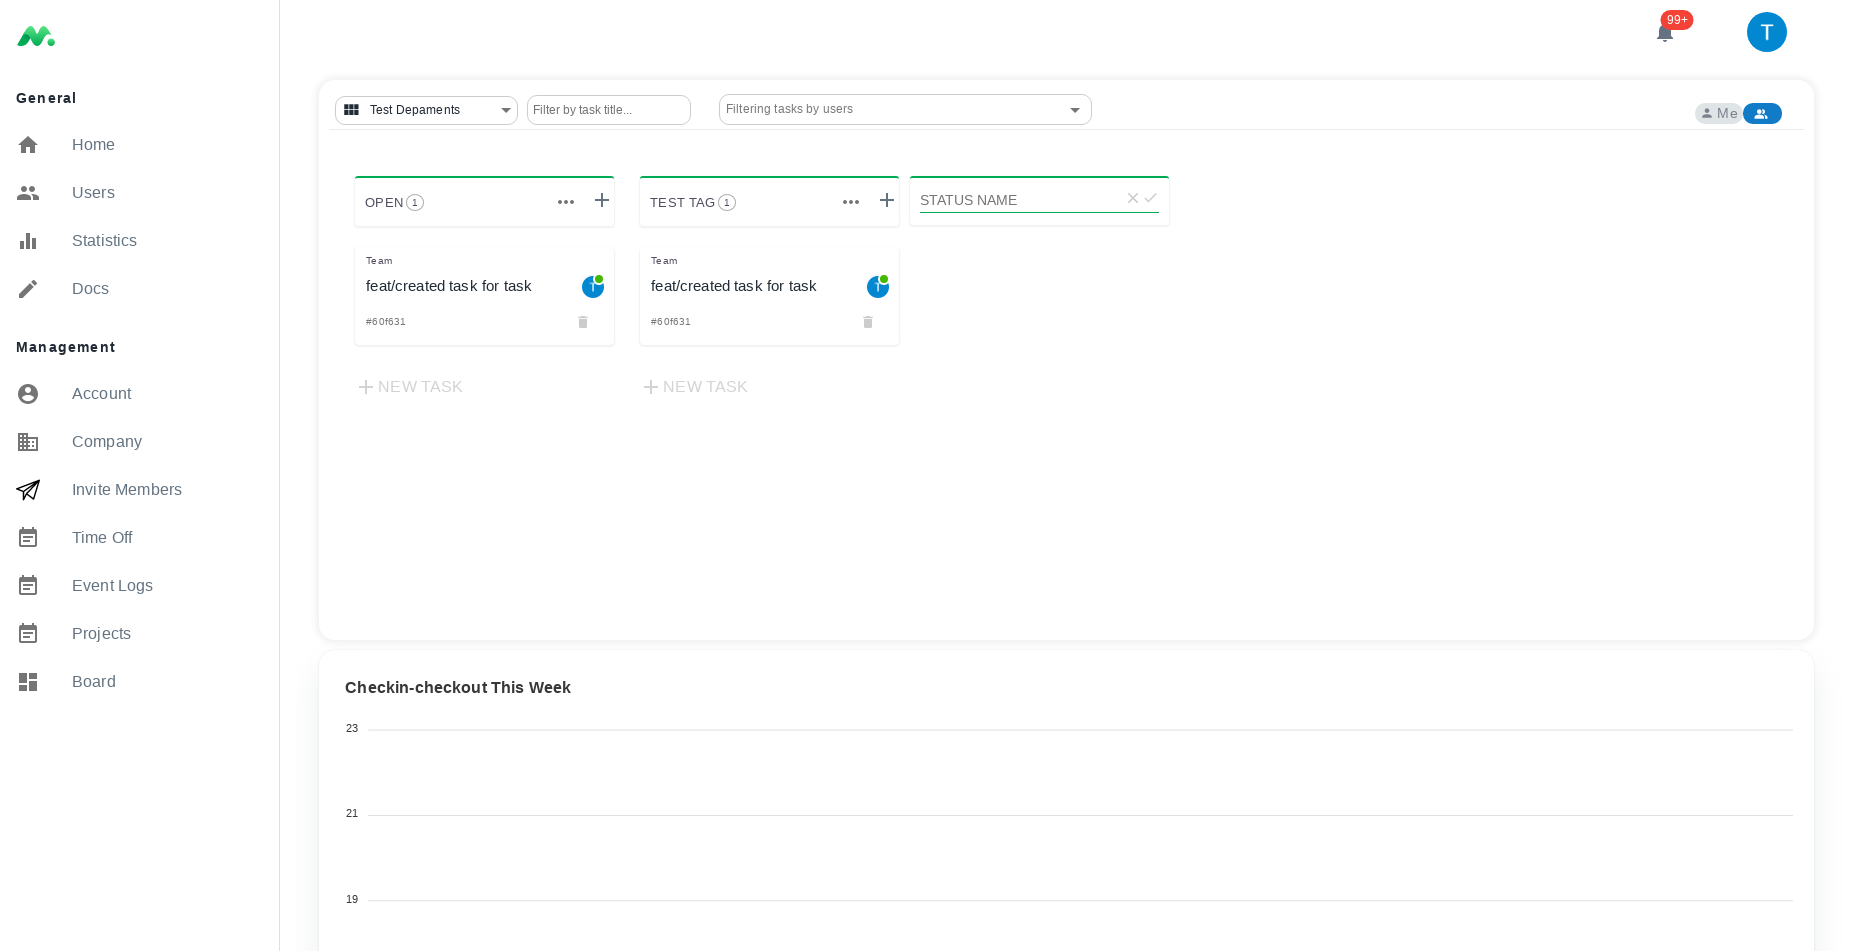 99+
T
General
Home
Users
Statistics
Docs
Management
Account
Company
Invite Members
Time Off
Event Logs
Projects
Board
Test Depaments
Filter by task title...
Filtering tasks by users
Me
OPEN 1
TEST TAG 1
STATUS NAME
Team
feat/created task for task
T
#60f631
NEW TASK
Team
feat/created task for task
T
#60f631
NEW TASK
Checkin-checkout This Week
23
21
19